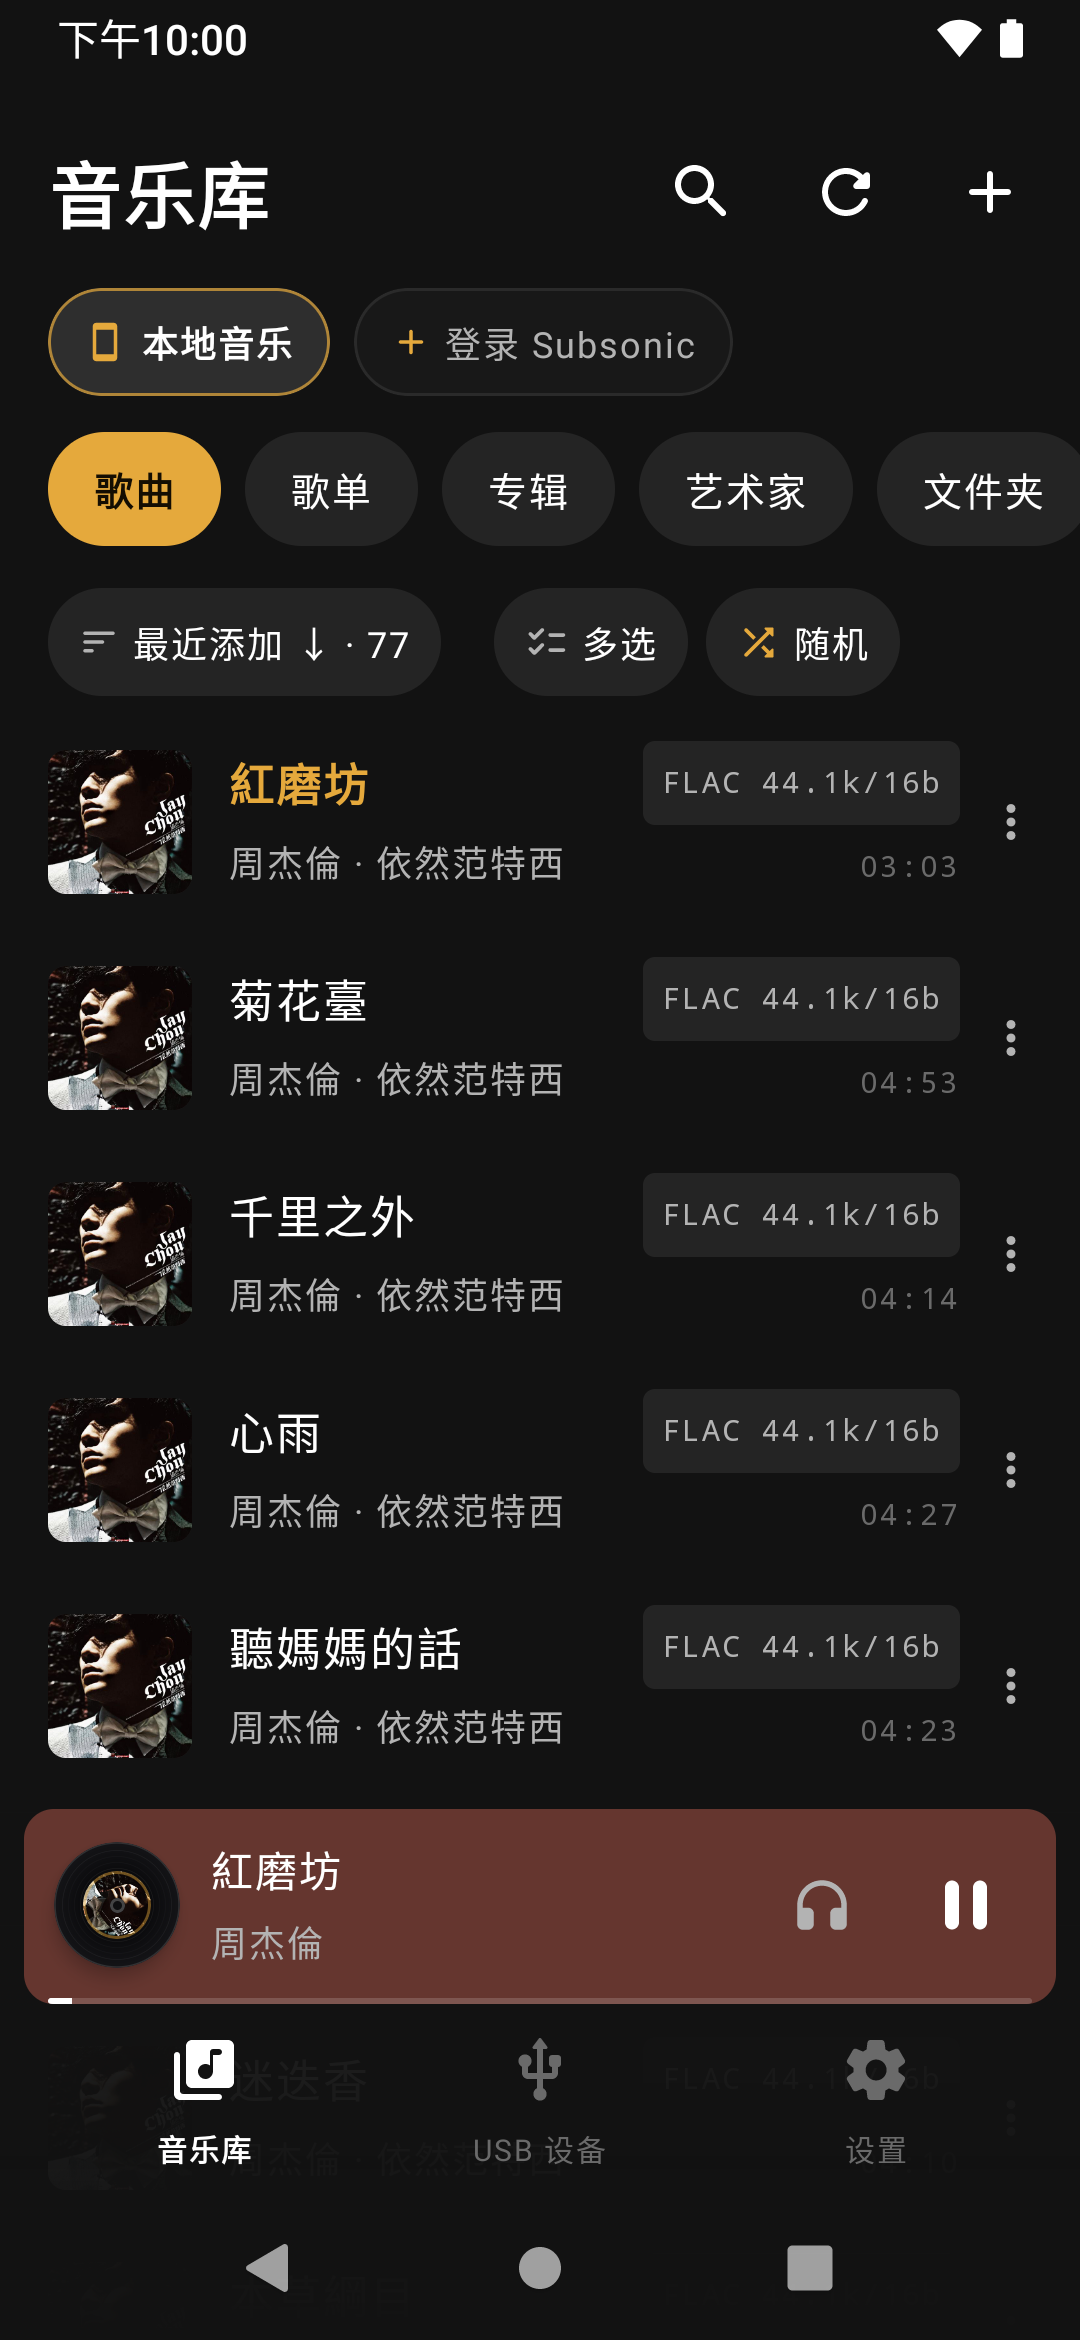 下午10:00
音乐库
本地音乐
登录 Subsonic
歌曲 歌单 专辑 艺术家 文件夹
最近添加 ↓ · 77 多选 随机
紅磨坊 FLAC 44.1k/16b
周杰倫 · 依然范特西 03:03
菊花臺 FLAC 44.1k/16b
周杰倫 · 依然范特西 04:53
千里之外 FLAC 44.1k/16b
周杰倫 · 依然范特西 04:14
心雨 FLAC 44.1k/16b
周杰倫 · 依然范特西 04:27
聽媽媽的話 FLAC 44.1k/16b
周杰倫 · 依然范特西 04:23
紅磨坊
周杰倫
迷迭香
音乐库 USB 设备 设置